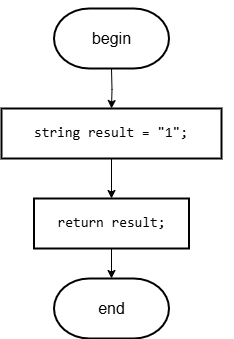 begin
string result = "1";
return result;
end